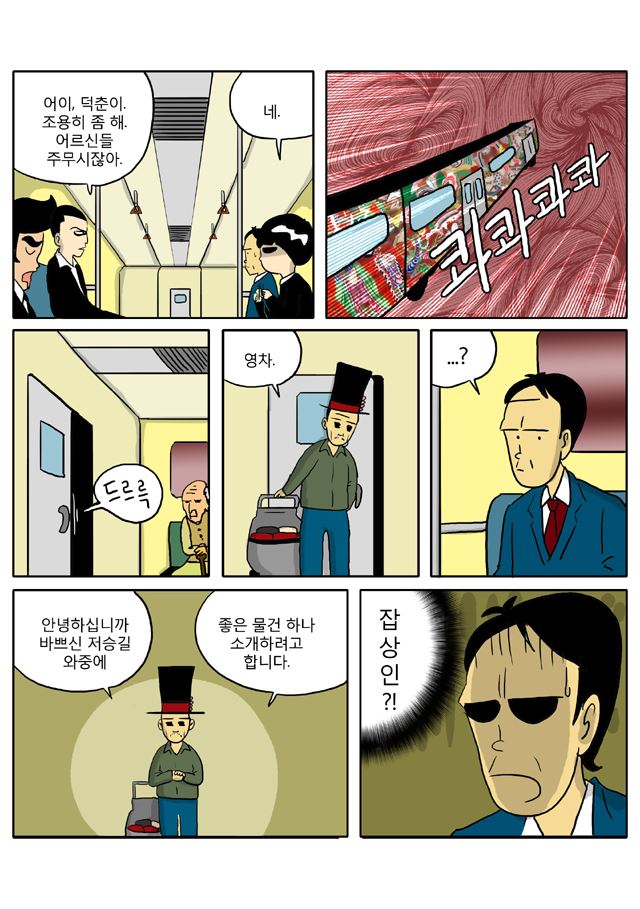 어이, 덕춘이.
조용히 좀 해.
어르신들
주무시잖아.
네.
콰콰콰콰
드르륵
영차.
...?
안녕하십니까
바쁘신 저승길
와중에
좋은 물건 하나
소개하려고
합니다.
잡상인?!